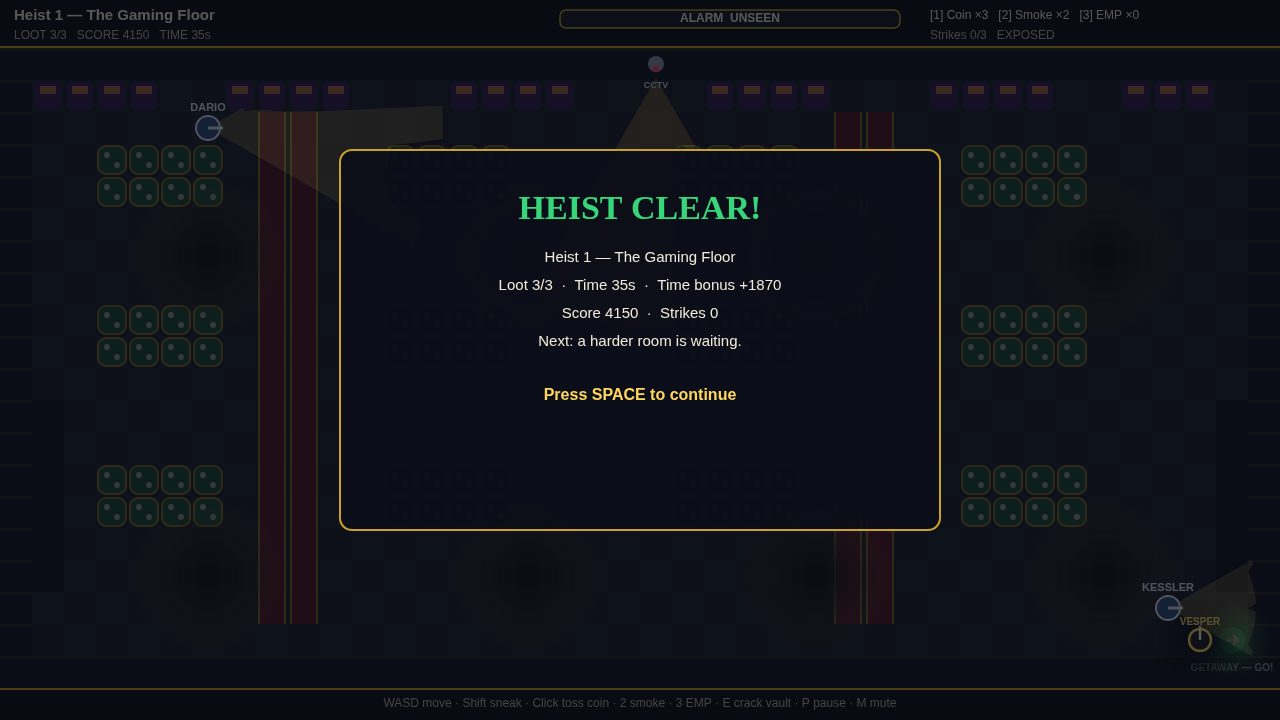 Heist 1 — The Gaming Floor
LOOT 3/3 SCORE 4150 TIME 35s
ALARM UNSEEN
[1] Coin ×3 [2] Smoke ×2 [3] EMP ×0
Strikes 0/3 EXPOSED
CCTV
DARIO
HEIST CLEAR!
Heist 1 — The Gaming Floor
Loot 3/3 · Time 35s · Time bonus +1870
Score 4150 · Strikes 0
Next: a harder room is waiting.
Press SPACE to continue
KESSLER
VESPER
GETAWAY — GO!
WASD move · Shift sneak · Click toss coin · 2 smoke · 3 EMP · E crack vault · P pause · M mute